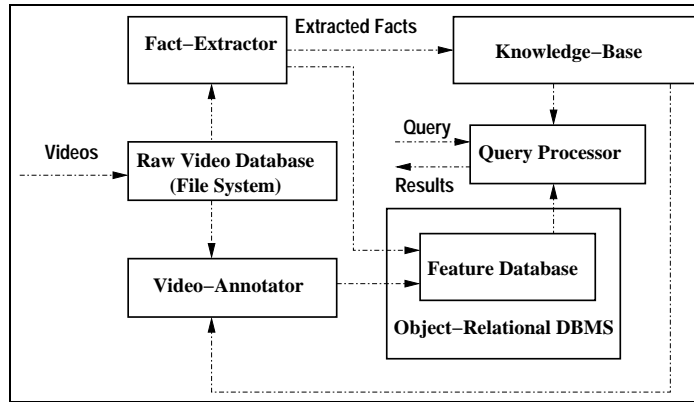 Extracted Facts
Fact−Extractor
Knowledge−Base
Query
Videos
Raw Video Database
(File System)
Query Processor
Results
Feature Database
Video−Annotator
Object−Relational DBMS